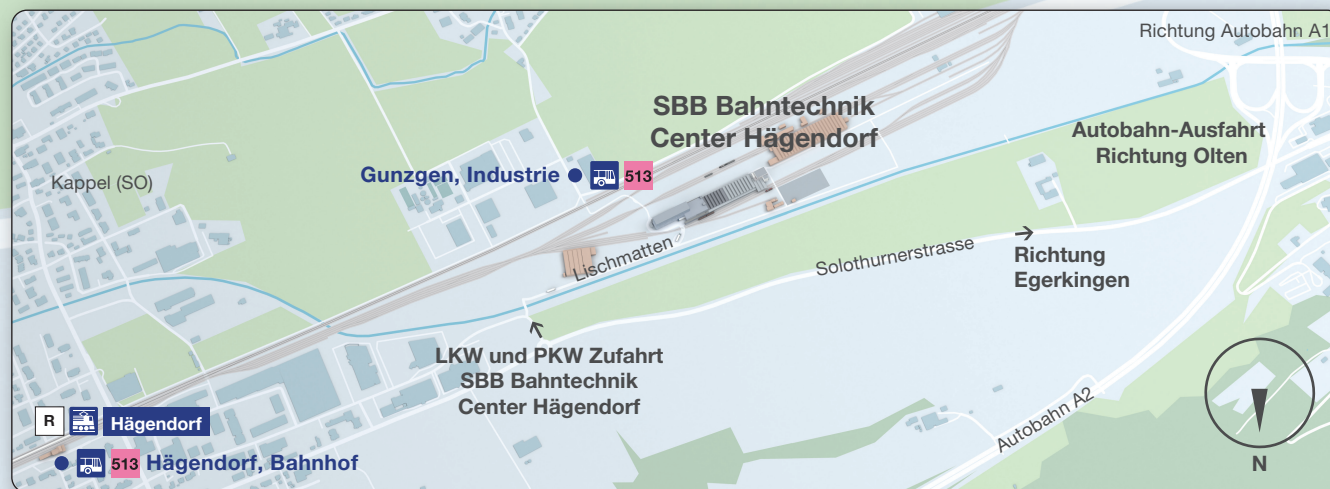 Richtung Autobahn A1
SBB Bahntechnik
Center Hägendorf
Autobahn-Ausfahrt
Richtung Olten
Gunzgen, Industrie 513
Kappel (SO)
Lischmatten
Solothurnerstrasse
Richtung
Egerkingen
LKW und PKW Zufahrt
SBB Bahntechnik
Center Hägendorf
R Hägendorf
513 Hägendorf, Bahnhof
Autobahn A2
N